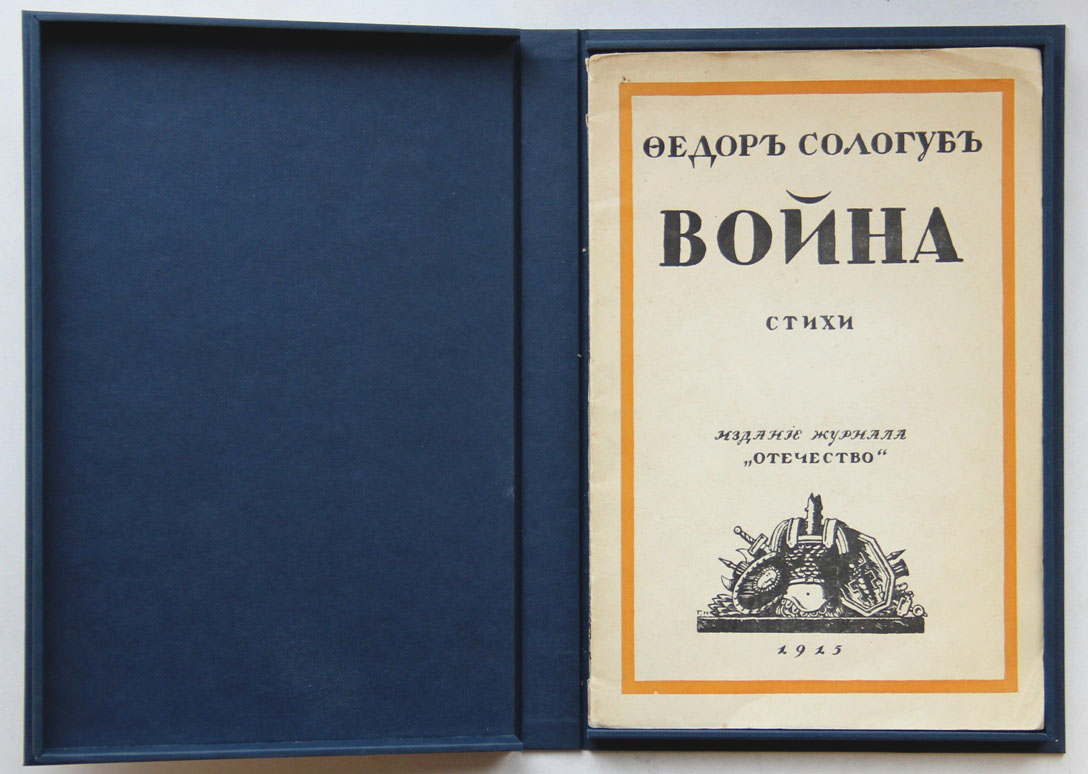 ѲЕДОРЪ СОЛОГУБЪ
ВОЙНА
СТИХИ
ИЗДАНІЕ ЖУРНАЛА
„ОТЕЧЕСТВО“
1915